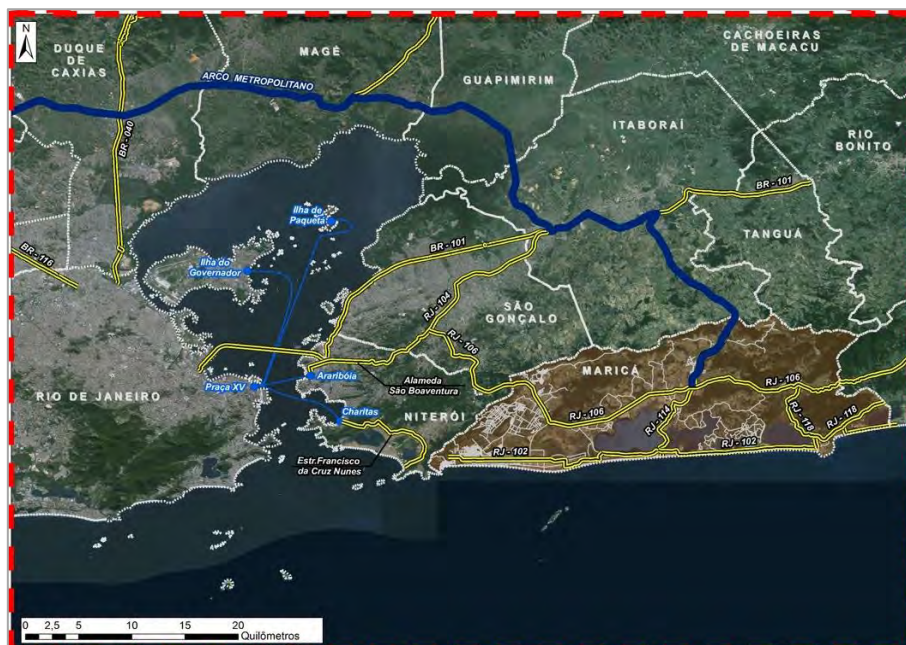 N
DUQUE
DE
CAXIAS
MAGÉ
CACHOEIRAS
DE MACACU
GUAPIMIRIM
ARCO METROPOLITANO
ITABORAÍ
RIO
BONITO
BR - 040
BR - 101
Ilha de
Paquetá
TANGUÁ
BR - 101
BR - 116
Ilha do
Governador
RJ - 104
SÃO
GONÇALO
RJ - 106
MARICÁ
RJ - 106
Araribóia
Alameda
São Boaventura
Praça XV
RIO DE JANEIRO
Charitas
NITERÓI
RJ - 106
RJ - 114
RJ - 118
RJ - 118
Estr.Francisco
da Cruz Nunes
RJ - 102
RJ - 102
0 2,5 5 10 15 20
Quilômetros